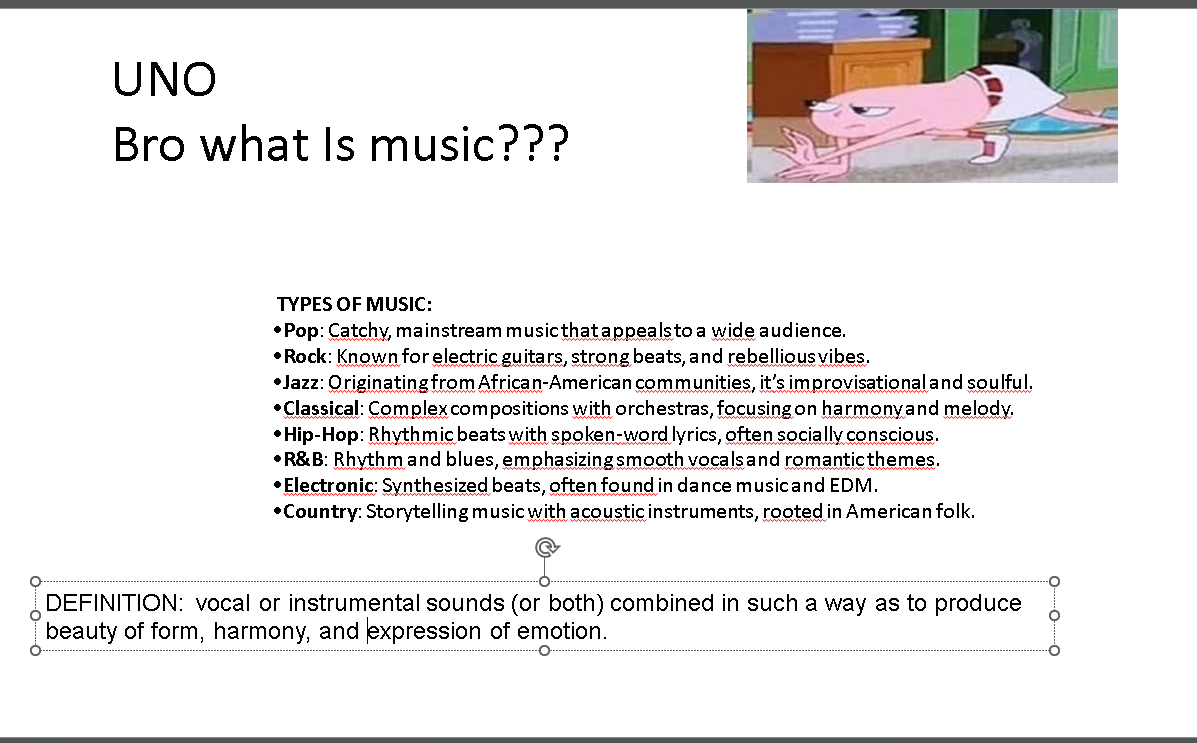 UNO
Bro what Is music???
TYPES OF MUSIC:
•Pop: Catchy, mainstream music that appeals to a wide audience.
•Rock: Known for electric guitars, strong beats, and rebellious vibes.
•Jazz: Originating from African-American communities, it’s improvisational and soulful.
•Classical: Complex compositions with orchestras, focusing on harmony and melody.
•Hip-Hop: Rhythmic beats with spoken-word lyrics, often socially conscious.
•R&B: Rhythm and blues, emphasizing smooth vocals and romantic themes.
•Electronic: Synthesized beats, often found in dance music and EDM.
•Country: Storytelling music with acoustic instruments, rooted in American folk.
DEFINITION: vocal or instrumental sounds (or both) combined in such a way as to produce
beauty of form, harmony, and expression of emotion.